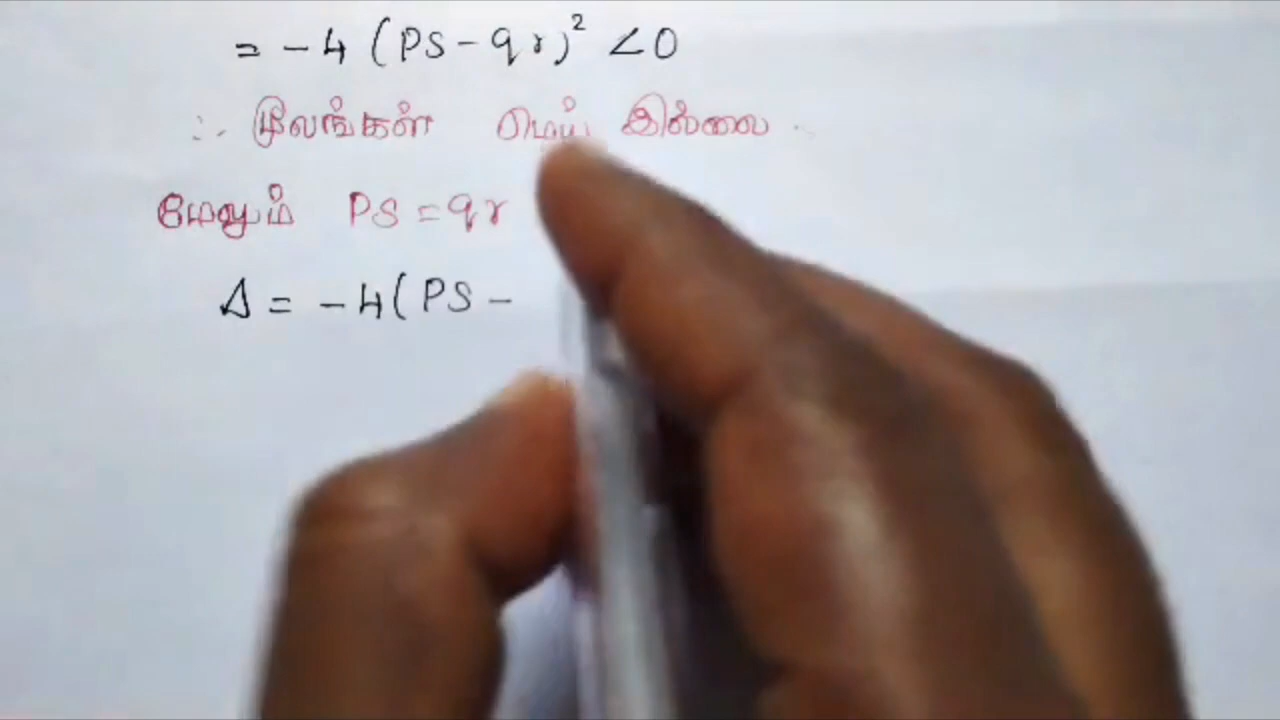 = -4 (PS - qr)² < 0
∴ மூலங்கள் மெய் இல்லை
மேலும் PS = qr
Δ = -4 ( PS -